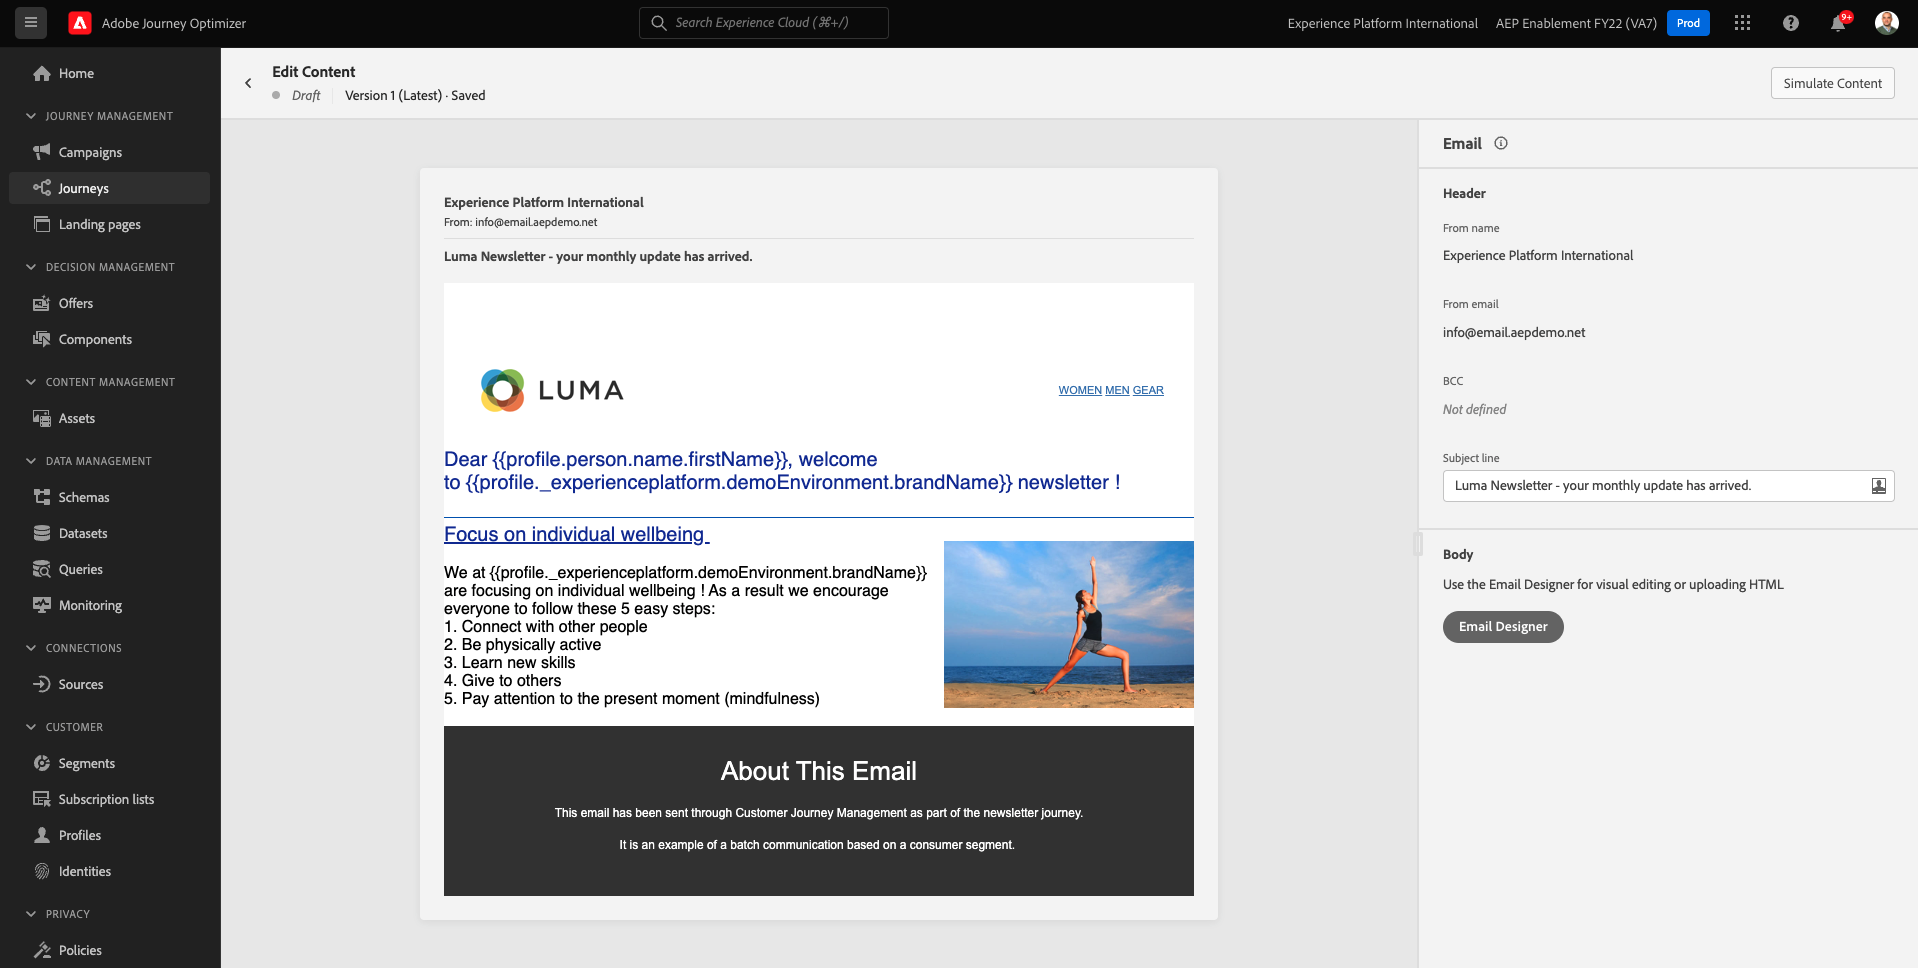 Adobe Journey Optimizer
Search Experience Cloud (⌘+/)
Experience Platform International
AEP Enablement FY22 (VA7)
Prod
9+
Home
JOURNEY MANAGEMENT
Campaigns
Journeys
Landing pages
DECISION MANAGEMENT
Offers
Components
CONTENT MANAGEMENT
Assets
DATA MANAGEMENT
Schemas
Datasets
Queries
Monitoring
CONNECTIONS
Sources
CUSTOMER
Segments
Subscription lists
Profiles
Identities
PRIVACY
Policies
Edit Content
Draft
Version 1 (Latest) · Saved
Simulate Content
Experience Platform International
From: info@email.aepdemo.net
Luma Newsletter - your monthly update has arrived.
LUMA
WOMEN MEN GEAR
Dear {{profile.person.name.firstName}}, welcome
to {{profile._experienceplatform.demoEnvironment.brandName}} newsletter !
Focus on individual wellbeing
We at {{profile._experienceplatform.demoEnvironment.brandName}}
are focusing on individual wellbeing ! As a result we encourage
everyone to follow these 5 easy steps:
1. Connect with other people
2. Be physically active
3. Learn new skills
4. Give to others
5. Pay attention to the present moment (mindfulness)
About This Email
This email has been sent through Customer Journey Management as part of the newsletter journey.
It is an example of a batch communication based on a consumer segment.
Email
Header
From name
Experience Platform International
From email
info@email.aepdemo.net
BCC
Not defined
Subject line
Luma Newsletter - your monthly update has arrived.
Body
Use the Email Designer for visual editing or uploading HTML
Email Designer